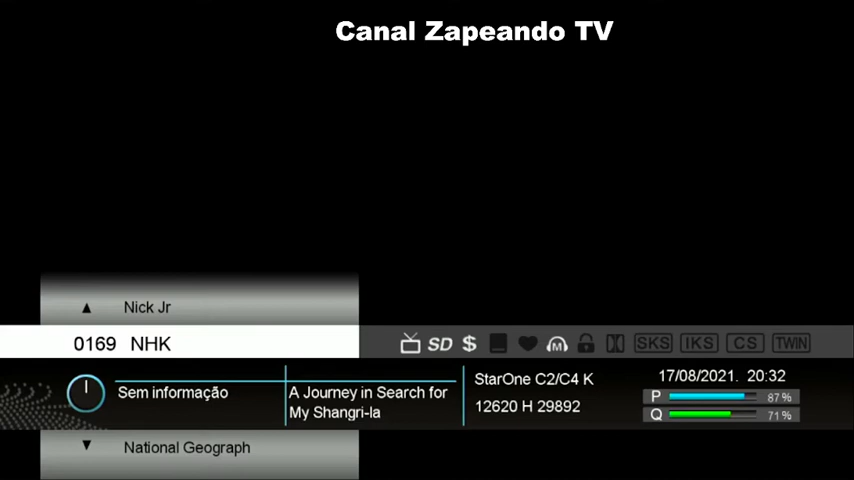 Canal Zapeando TV
▲ Nick Jr
0169 NHK SD $ M SKS IKS CS TWIN
Sem informação
A Journey in Search for
My Shangri-la
StarOne C2/C4 K
12620 H 29892
17/08/2021. 20:32
P 87%
Q 71%
▼ National Geograph